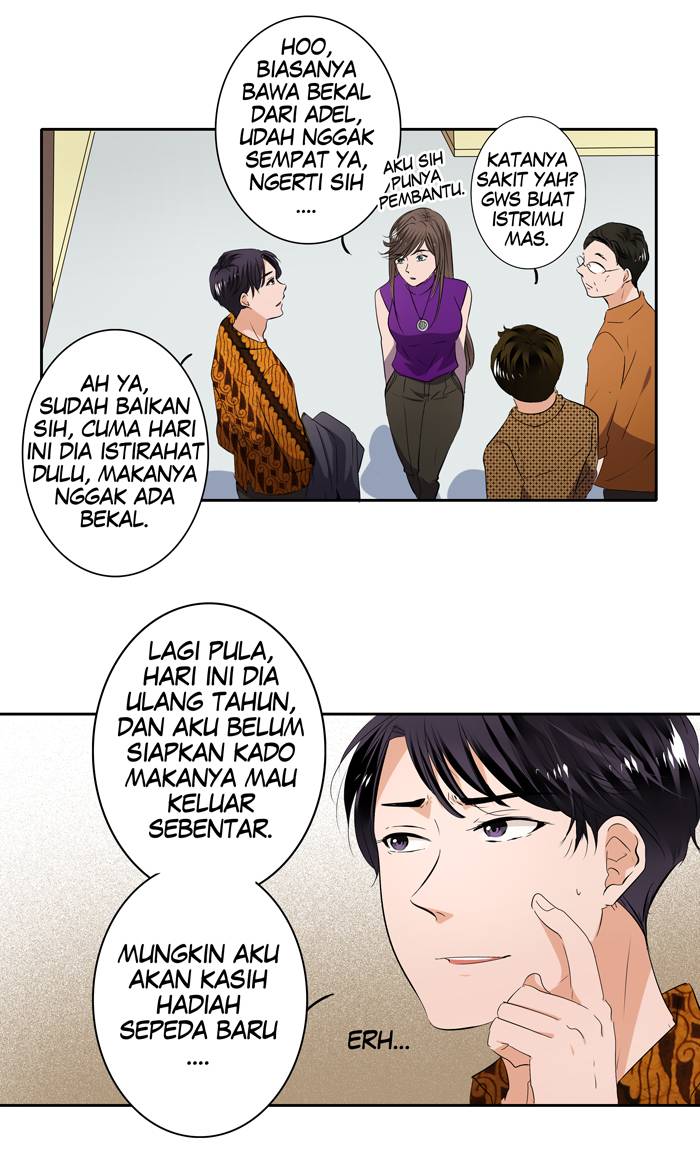 HOO,
BIASANYA
BAWA BEKAL
DARI ADEL,
UDAH NGGAK
SEMPAT YA,
NGERTI SIH
....
AKU SIH
PUNYA
PEMBANTU.
KATANYA
SAKIT YAH?
GWS BUAT
ISTRIMU
MAS.
AH YA,
SUDAH BAIKAN
SIH, CUMA HARI
INI DIA ISTIRAHAT
DULU, MAKANYA
NGGAK ADA
BEKAL.
LAGI PULA,
HARI INI DIA
ULANG TAHUN,
DAN AKU BELUM
SIAPKAN KADO
MAKANYA MAU
KELUAR
SEBENTAR.
MUNGKIN AKU
AKAN KASIH
HADIAH
SEPEDA BARU
....
ERH...